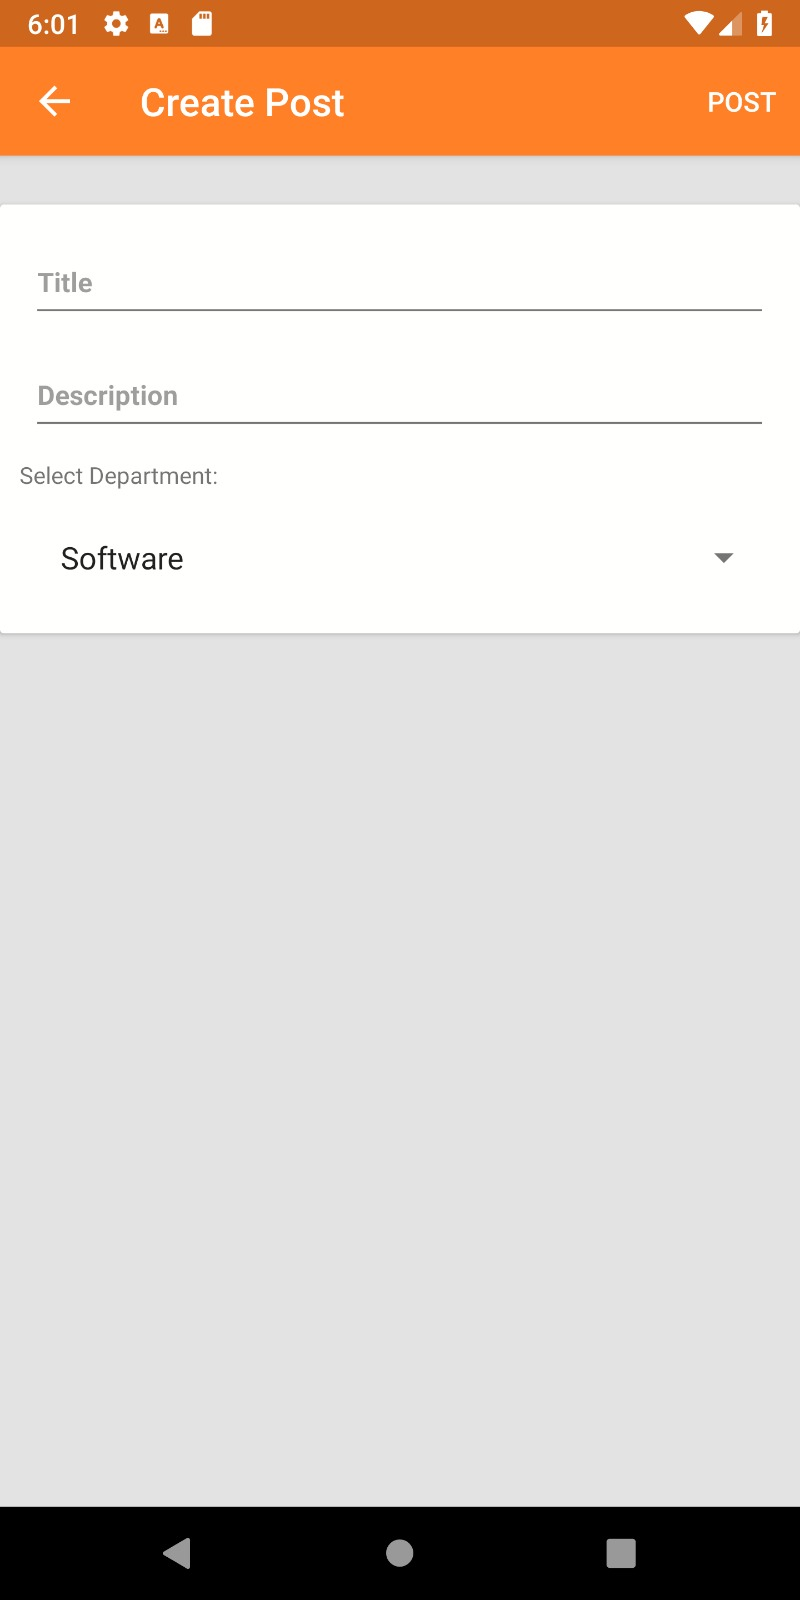 6:01
Create Post
POST
Title
Description
Select Department:
Software